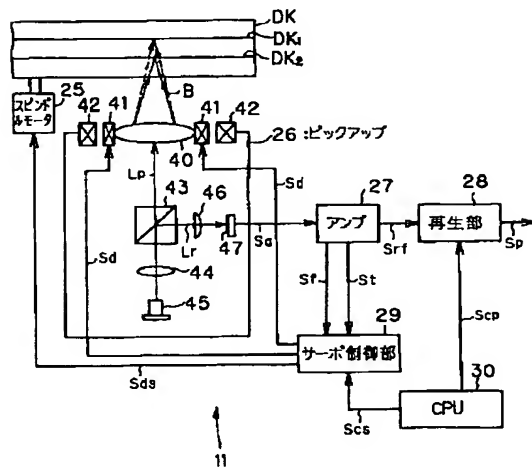 DK
DK₁
DK₂
25
スピンドルモータ
42
41
41
42
B
40
26:ピックアップ
Lp
43
46
47
Lr
44
45
Sd
Sd
Sa
27
アンプ
Srf
28
再生部
Sp
Sf
St
29
サーボ制御部
Scp
Sds
Scs
30
CPU
11